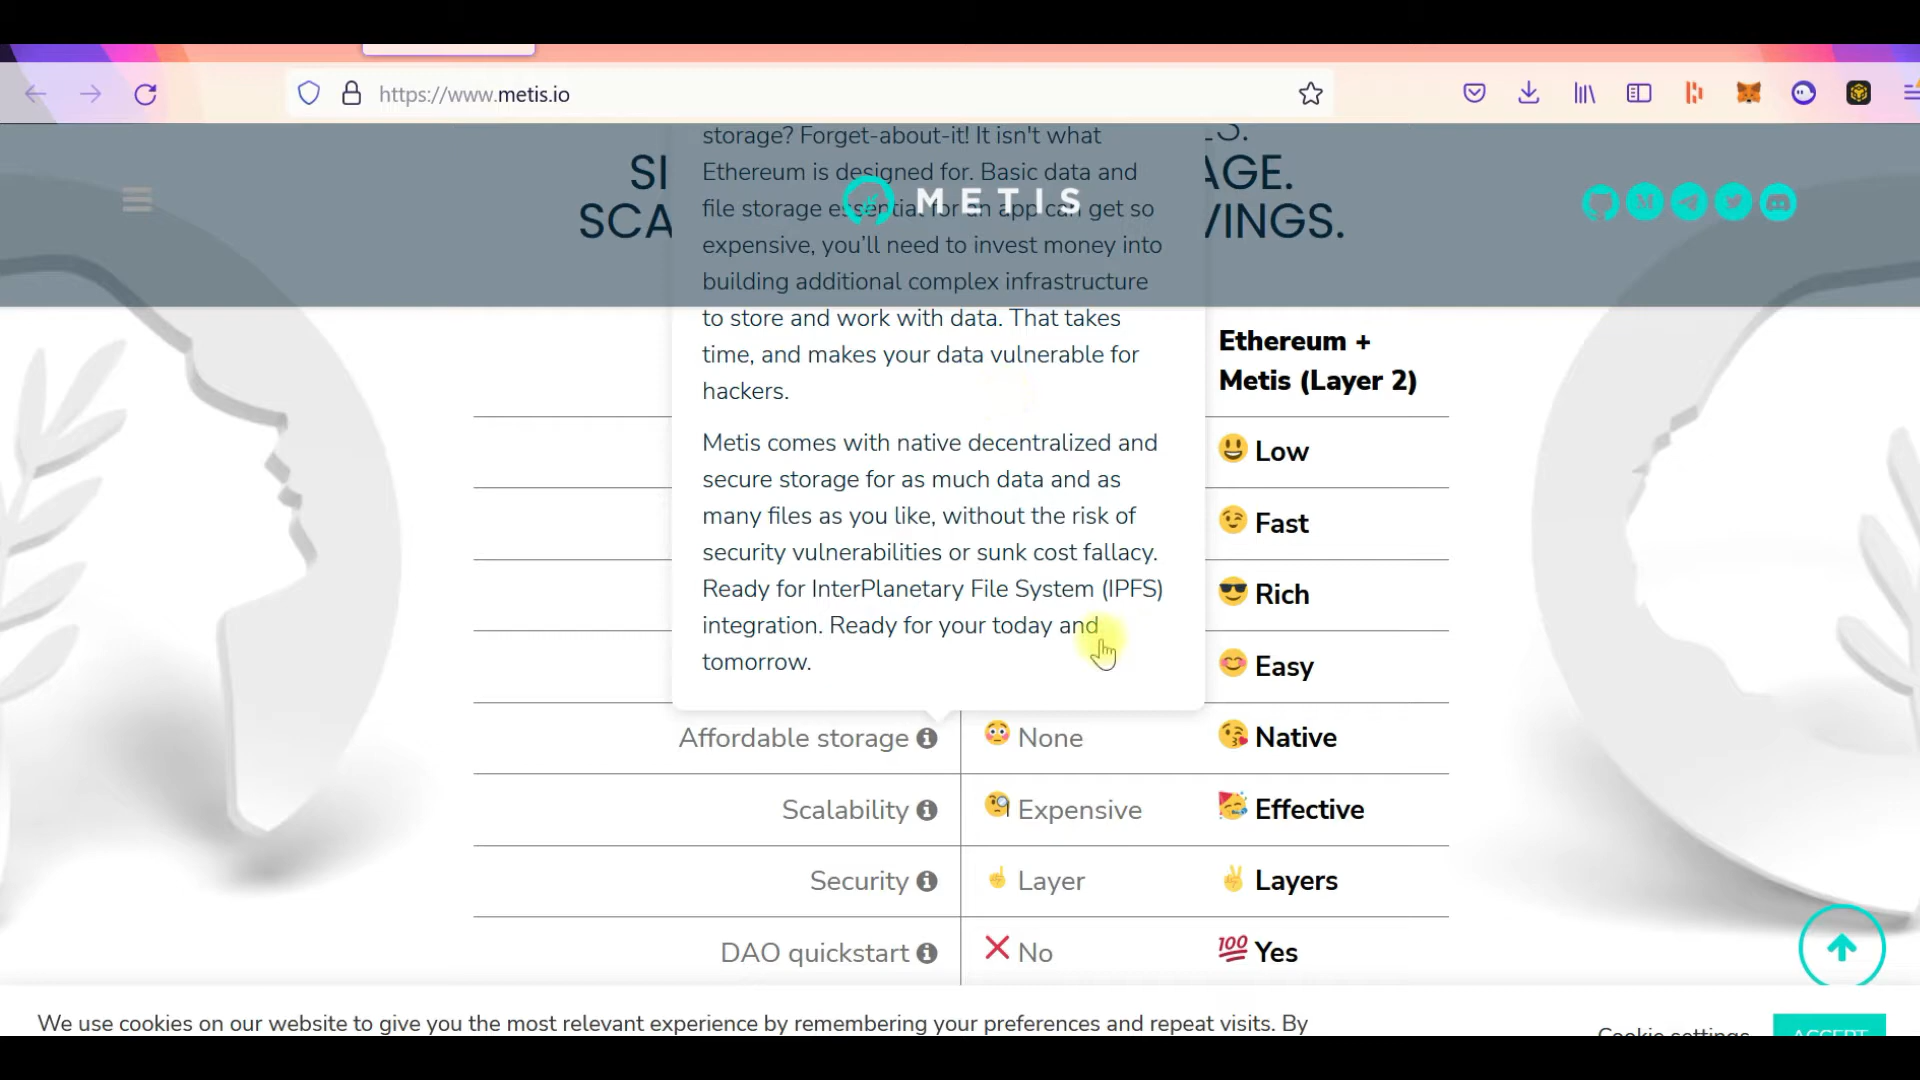 https://www.metis.io
storage? Forget-about-it! It isn't what
Ethereum is designed for. Basic data and
file storage essential for an app can get so
expensive, you'll need to invest money into
building additional complex infrastructure
to store and work with data. That takes
time, and makes your data vulnerable for
hackers.
Metis comes with native decentralized and
secure storage for as much data and as
many files as you like, without the risk of
security vulnerabilities or sunk cost fallacy.
Ready for InterPlanetary File System (IPFS)
integration. Ready for your today and
tomorrow.
METIS
SI
AGE.
SCA
VINGS.
Ethereum +
Metis (Layer 2)
😃 Low
😉 Fast
😎 Rich
😊 Easy
Affordable storage 😳 None 😘 Native
Scalability 🧐 Expensive 🥳 Effective
Security ☝ Layer ✌ Layers
DAO quickstart ❌ No 💯 Yes
We use cookies on our website to give you the most relevant experience by remembering your preferences and repeat visits. By
Cookie settings
ACCEPT